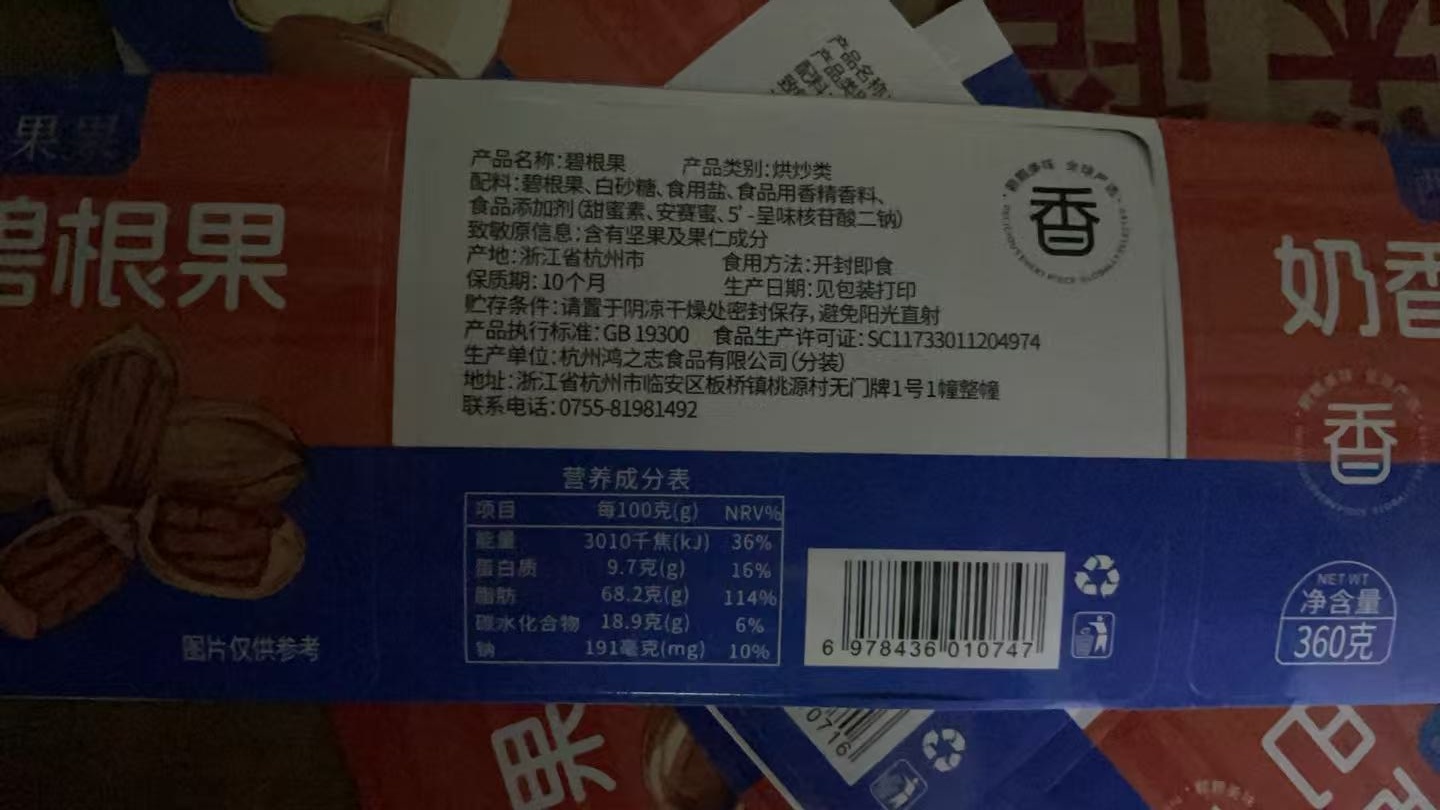 产品名称
产品类
配料
果果
碧根果
产品名称:碧根果 产品类别:烘炒类
配料:碧根果、白砂糖、食用盐、食品用香精香料、
食品添加剂(甜蜜素、安赛蜜、5'-呈味核苷酸二钠)
致敏原信息:含有坚果及果仁成分
产地:浙江省杭州市 食用方法:开封即食
保质期:10个月 生产日期:见包装打印
贮存条件:请置于阴凉干燥处密封保存,避免阳光直射
产品执行标准:GB 19300 食品生产许可证:SC11733011204974
生产单位:杭州鸿之志食品有限公司(分装)
地址:浙江省杭州市临安区板桥镇桃源村无门牌1号1幢整幢
联系电话:0755-81981492
香
奶香
香
营养成分表
项目 每100克(g) NRV%
能量 3010千焦(kJ) 36%
蛋白质 9.7克(g) 16%
脂肪 68.2克(g) 114%
碳水化合物 18.9克(g) 6%
钠 191毫克(mg) 10%
图片仅供参考
6 978436 010747
NET WT
净含量
360克
果
0716